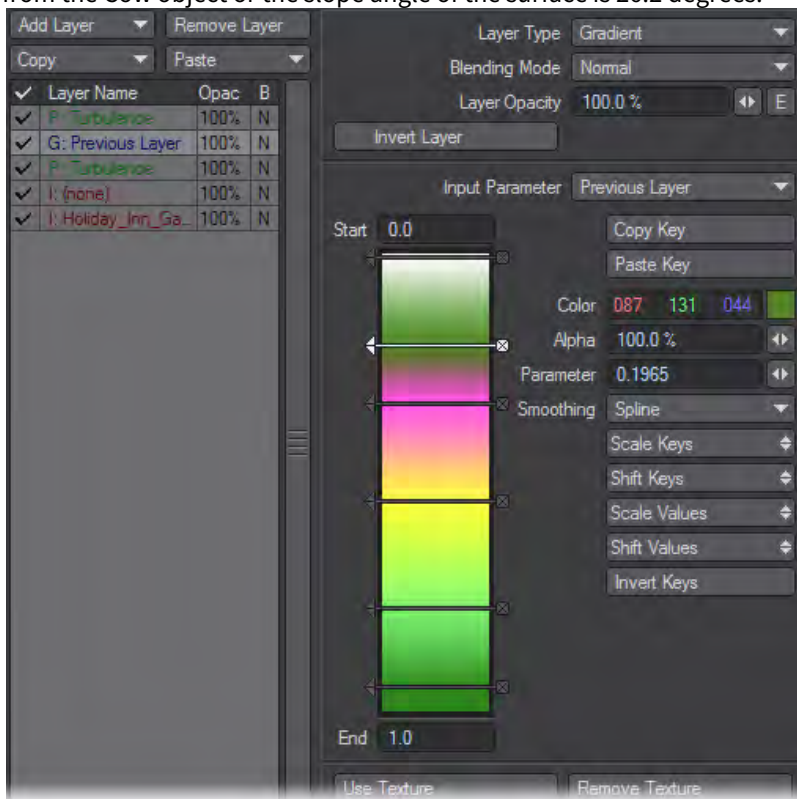 from the Cow object or the slope angle of the surface is 20.2 degrees.
Add Layer Remove Layer
Copy Paste
Layer Name Opac B
P: Turbulence 100% N
G: Previous Layer 100% N
P: Turbulence 100% N
I: (none) 100% N
I: Holiday_Inn_Ga... 100% N
Layer Type Gradient
Blending Mode Normal
Layer Opacity 100.0 % E
Invert Layer
Input Parameter Previous Layer
Start 0.0
Copy Key
Paste Key
Color 087 131 044
Alpha 100.0 %
Parameter 0.1965
Smoothing Spline
Scale Keys
Shift Keys
Scale Values
Shift Values
Invert Keys
End 1.0
Use Texture Remove Texture